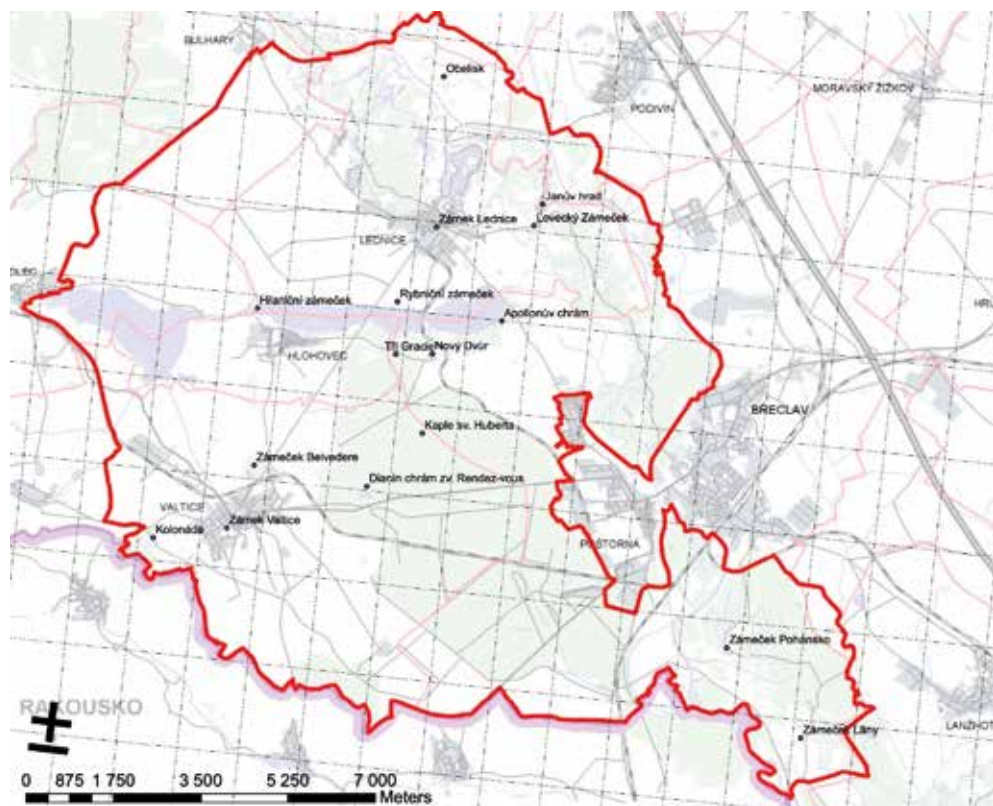 BULHARY
Obelisk
PODIVÍN
MORAVSKÝ ŽIŽKOV
Janův hrad
Lovecký Zámeček
Zámek Lednice
LEDNICE
Rybniční zámeček
Hraniční zámeček
Apollonův chrám
HLOHOVEC
Tři Gracie
Nový Dvůr
BŘECLAV
Kaple sv. Huberta
Zámeček Belvedere
Dianin chrám zv. Rendez-vous
VALTICE
Zámek Valtice
Kolonáda
POŠTORNÁ
Zámeček Pohansko
RAKOUSKO
LANŽHOT
Zámeček Lány
0 875 1 750 3 500 5 250 7 000
Meters